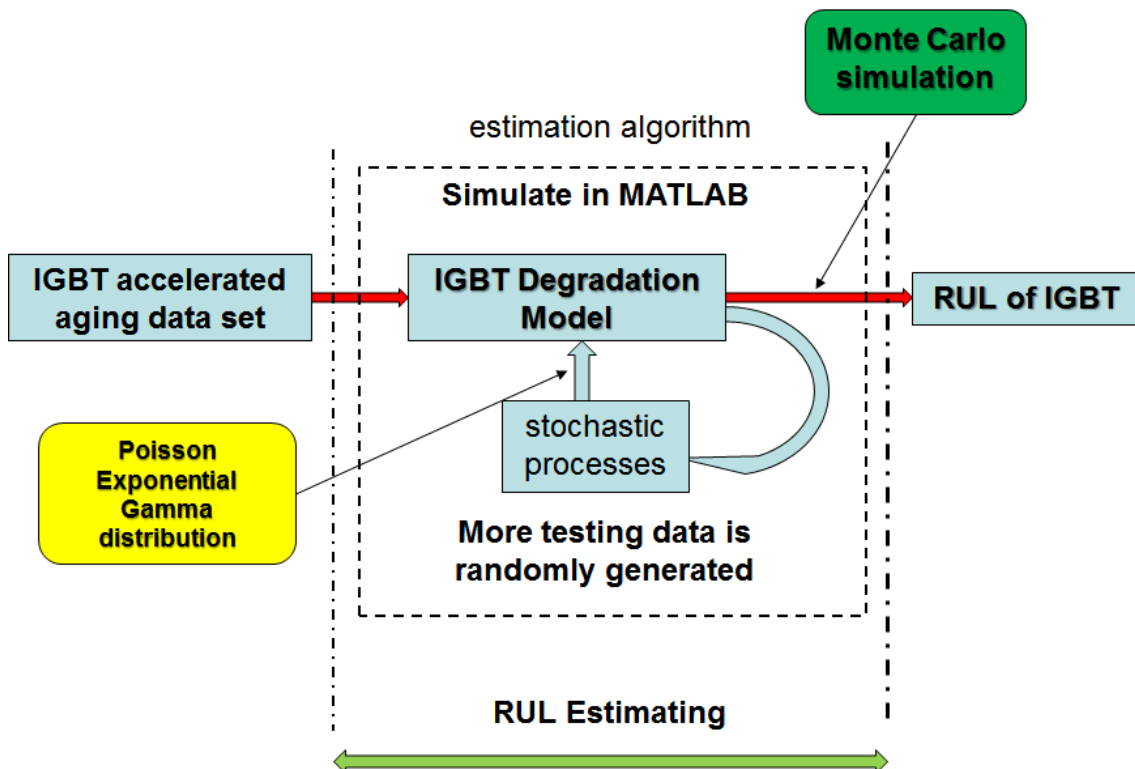 Monte Carlo
simulation
estimation algorithm
Simulate in MATLAB
IGBT accelerated
aging data set
IGBT Degradation
Model
RUL of IGBT
stochastic
processes
Poisson
Exponential
Gamma
distribution
More testing data is
randomly generated
RUL Estimating